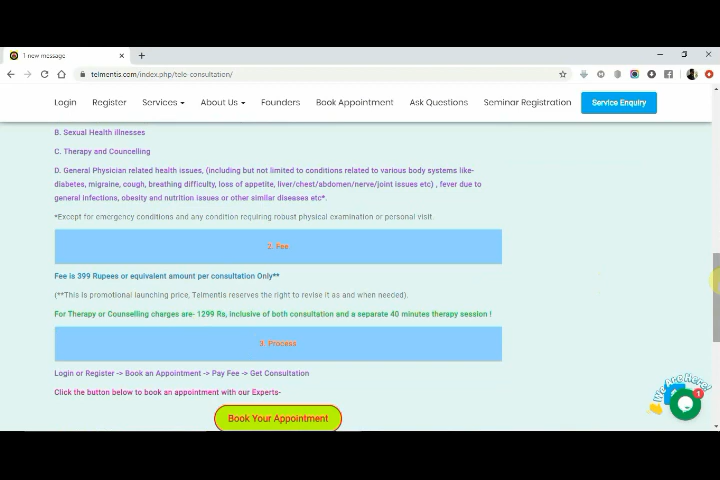 1 new message
telmentis.com/index.php/tele-consultation/
Login Register Services About Us Founders Book Appointment Ask Questions Seminar Registration Service Enquiry
B. Sexual Health illnesses
C. Therapy and Councelling
D. General Physician related health issues, (including but not limited to conditions related to various body systems like-
diabetes, migraine, cough, breathing difficulty, loss of appetite, liver/chest/abdomen/nerve/joint issues etc) , fever due to
general infections, obesity and nutrition issues or other similar diseases etc*.
*Except for emergency conditions and any condition requiring robust physical examination or personal visit.
2. Fee
Fee is 399 Rupees or equivalent amount per consultation Only**
(**This is promotional launching price, Telmentis reserves the right to revise it as and when needed).
For Therapy or Counselling charges are- 1299 Rs, inclusive of both consultation and a separate 40 minutes therapy session !
3. Process
Login or Register -> Book an Appointment -> Pay Fee -> Get Consultation
Click the button below to book an appointment with our Experts-
We Are Here!
1
Book Your Appointment